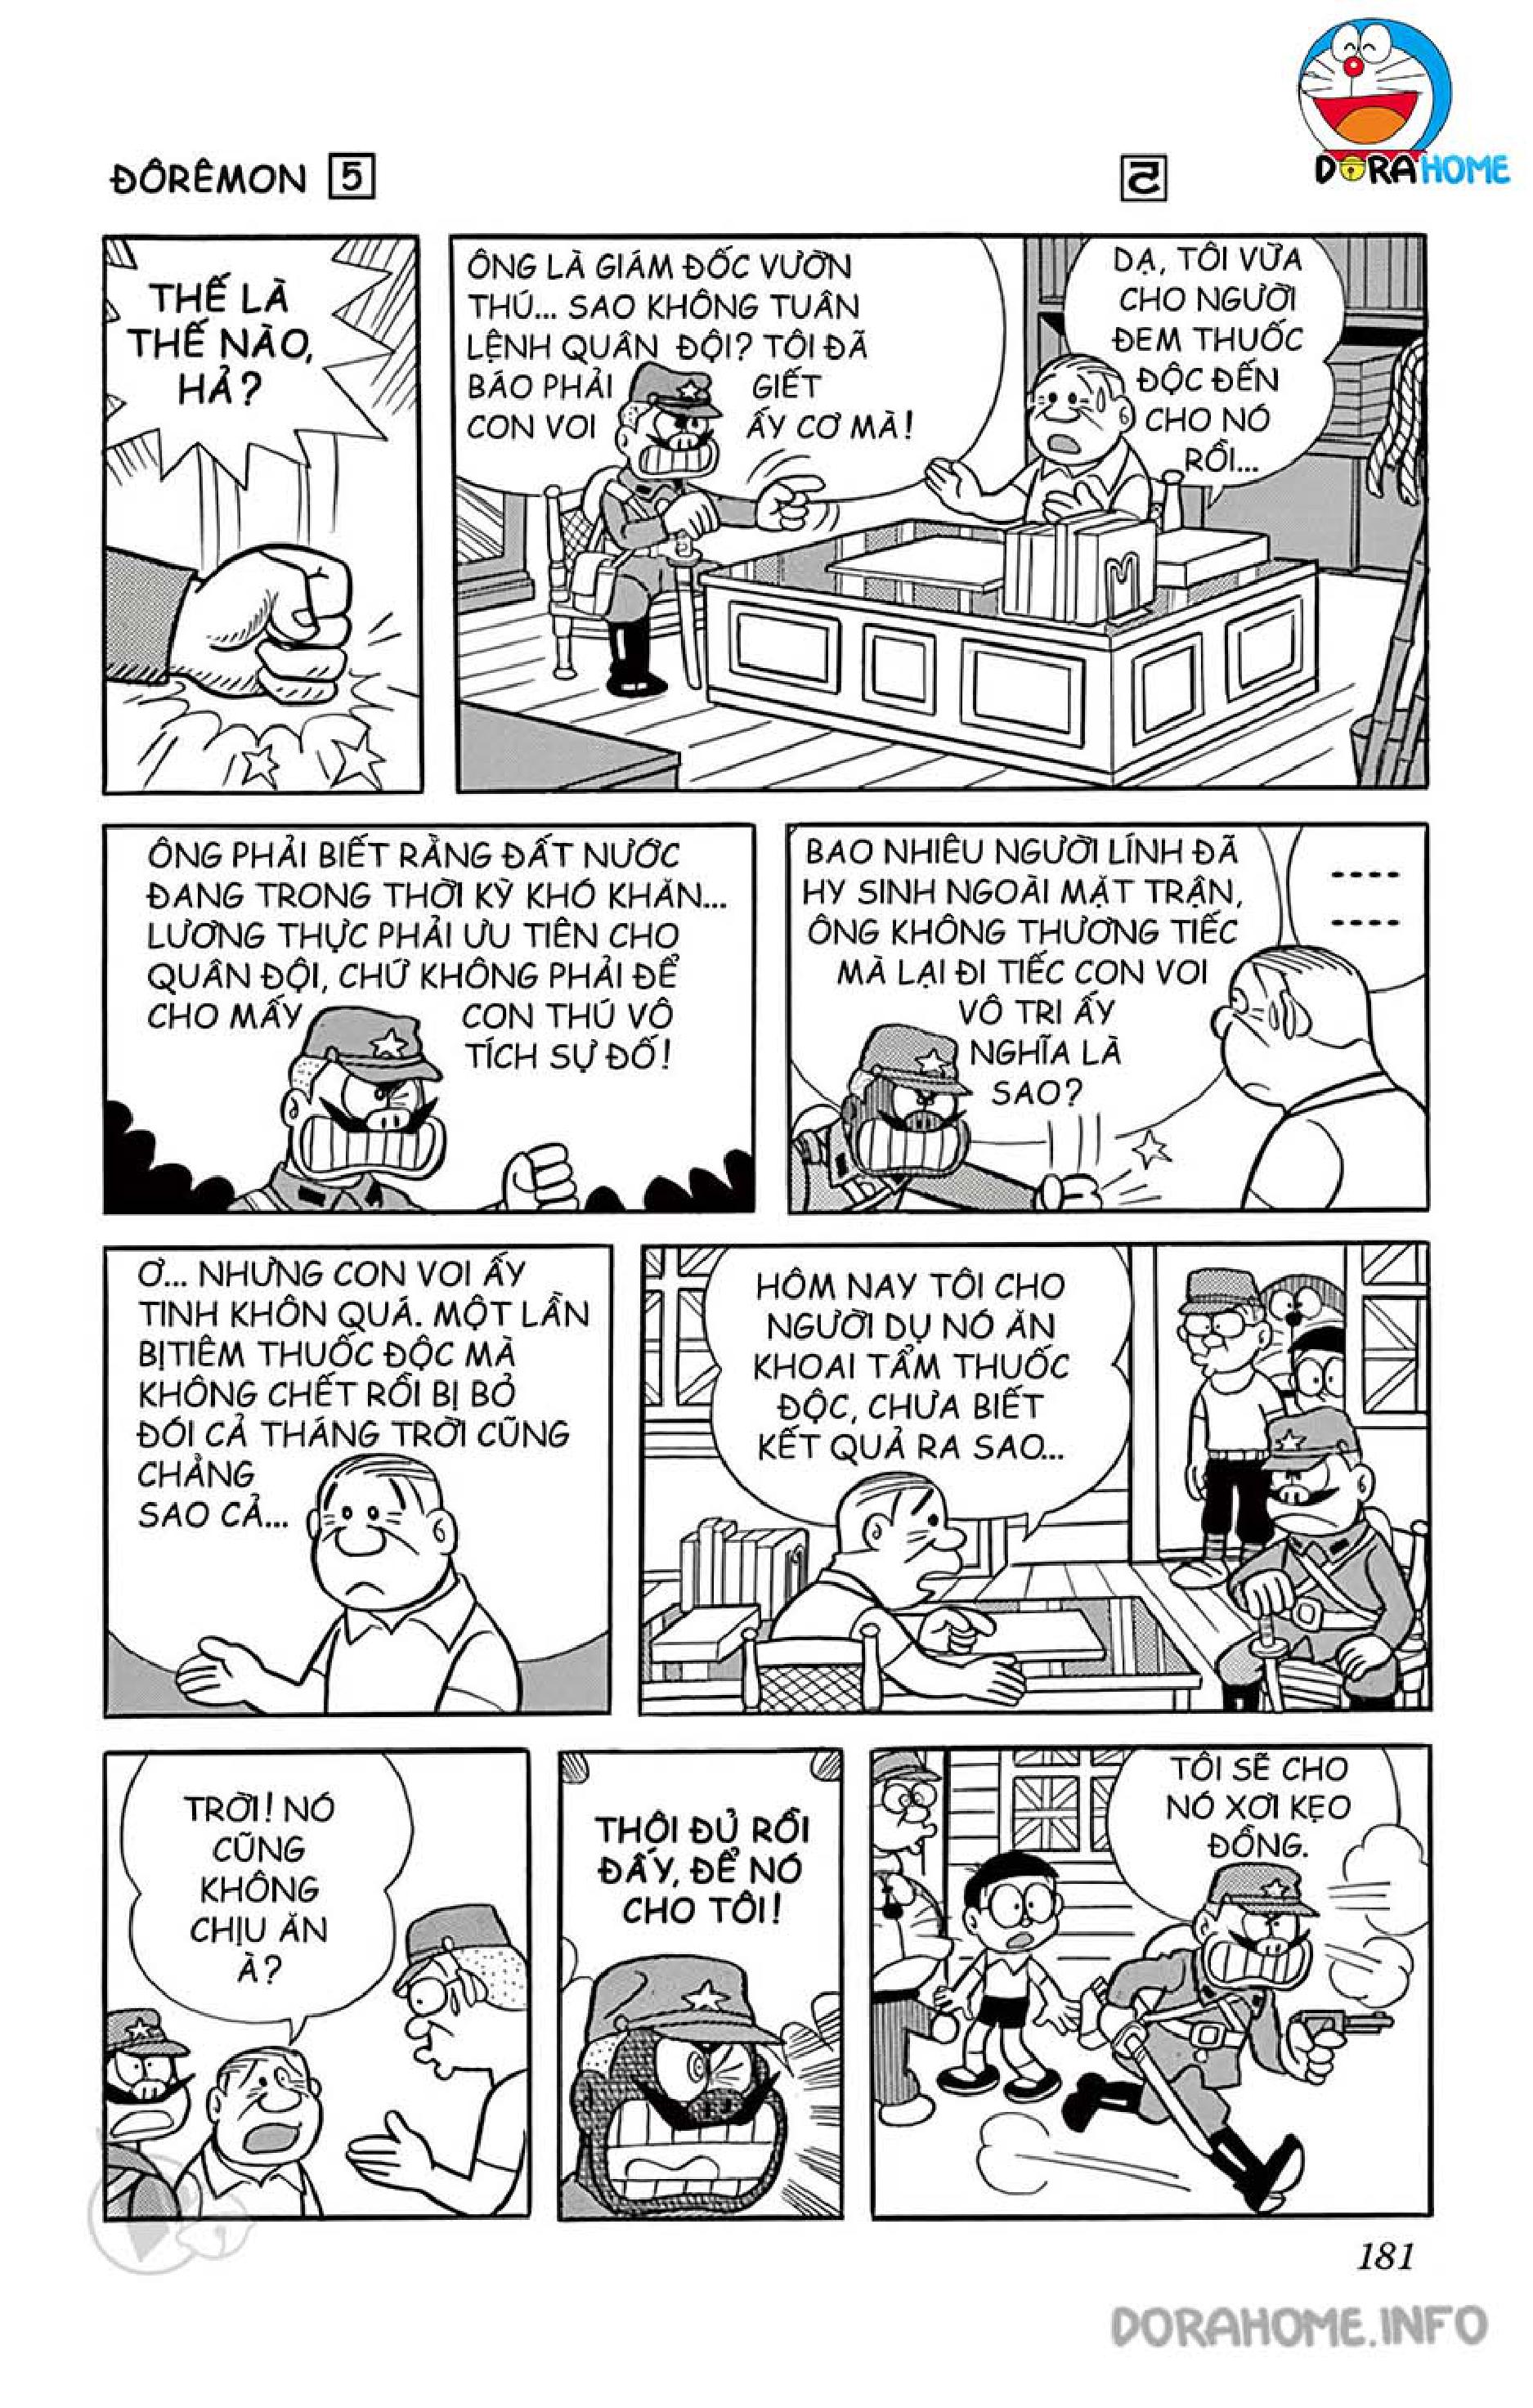 DORAHOME
ĐÔRÊMON 5
THẾ LÀ
THẾ NÀO,
HẢ?
ÔNG LÀ GIÁM ĐỐC VƯỜN
THÚ... SAO KHÔNG TUÂN
LỆNH QUÂN ĐỘI? TÔI ĐÃ
BÁO PHẢI GIẾT
CON VOI ẤY CƠ MÀ!
DẠ, TÔI VỪA
CHO NGƯỜI
ĐEM THUỐC
ĐỘC ĐẾN
CHO NÓ
RỒI...
ÔNG PHẢI BIẾT RẰNG ĐẤT NƯỚC
ĐANG TRONG THỜI KỲ KHÓ KHĂN...
LƯƠNG THỰC PHẢI ƯU TIÊN CHO
QUÂN ĐỘI, CHỨ KHÔNG PHẢI ĐỂ
CHO MẤY CON THÚ VÔ
TÍCH SỰ ĐỐ!
BAO NHIÊU NGƯỜI LÍNH ĐÃ
HY SINH NGOÀI MẶT TRẬN,
ÔNG KHÔNG THƯƠNG TIẾC
MÀ LẠI ĐI TIẾC CON VOI
VÔ TRI ẤY
NGHĨA LÀ
SAO?
----
----
Ơ... NHƯNG CON VOI ẤY
TINH KHÔN QUÁ. MỘT LẦN
BỊ TIÊM THUỐC ĐỘC MÀ
KHÔNG CHẾT RỒI BỊ BỎ
ĐÓI CẢ THÁNG TRỜI CŨNG
CHẢNG
SAO CẢ...
HÔM NAY TÔI CHO
NGƯỜI DỤ NÓ ĂN
KHOAI TẨM THUỐC
ĐỘC, CHƯA BIẾT
KẾT QUẢ RA SAO...
TRỜI! NÓ
CŨNG
KHÔNG
CHỊU ĂN
À?
THÔI ĐỦ RỒI
ĐẤY, ĐỂ NÓ
CHO TÔI!
TÔI SẼ CHO
NÓ XƠI KẸO
ĐỒNG.
181
DORAHOME.INFO